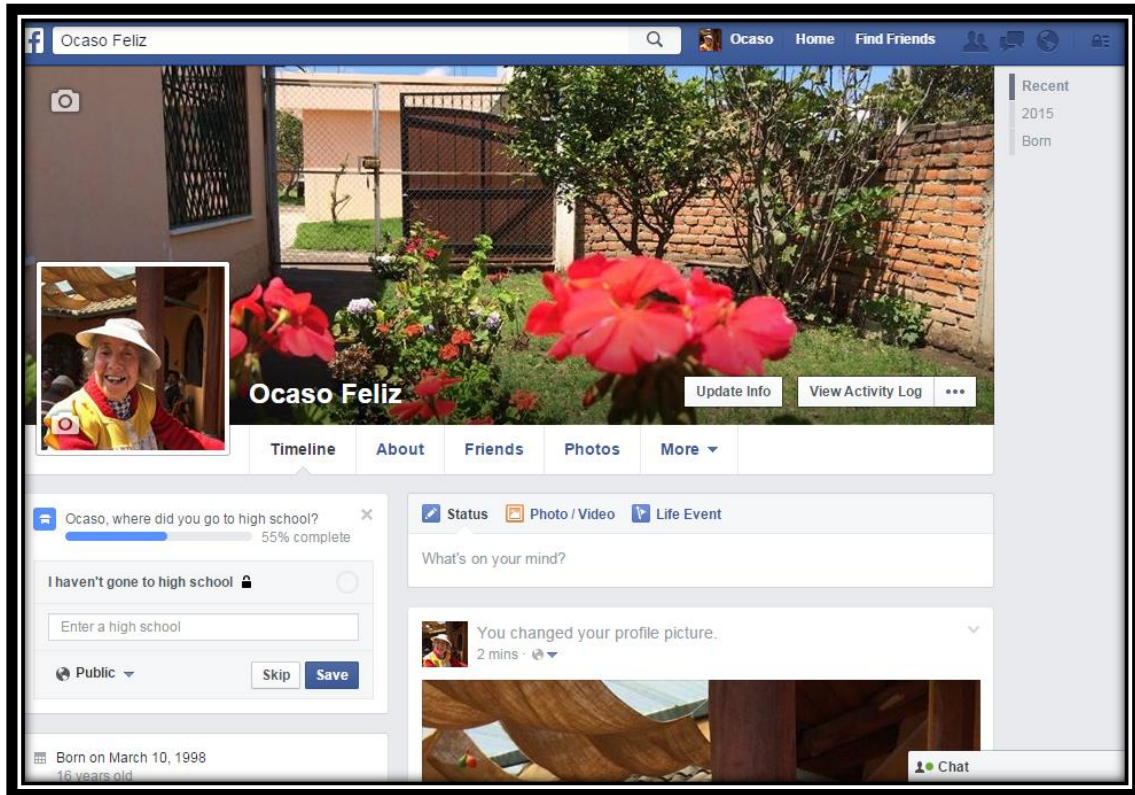 f
Ocaso Feliz
Ocaso
Home
Find Friends
Recent
2015
Born
Ocaso Feliz
Update Info
View Activity Log
Timeline
About
Friends
Photos
More
Ocaso, where did you go to high school?
55% complete
I haven't gone to high school
Enter a high school
Public
Skip
Save
Born on March 10, 1998
16 years old
Status
Photo / Video
Life Event
What's on your mind?
You changed your profile picture.
2 mins ·
Chat